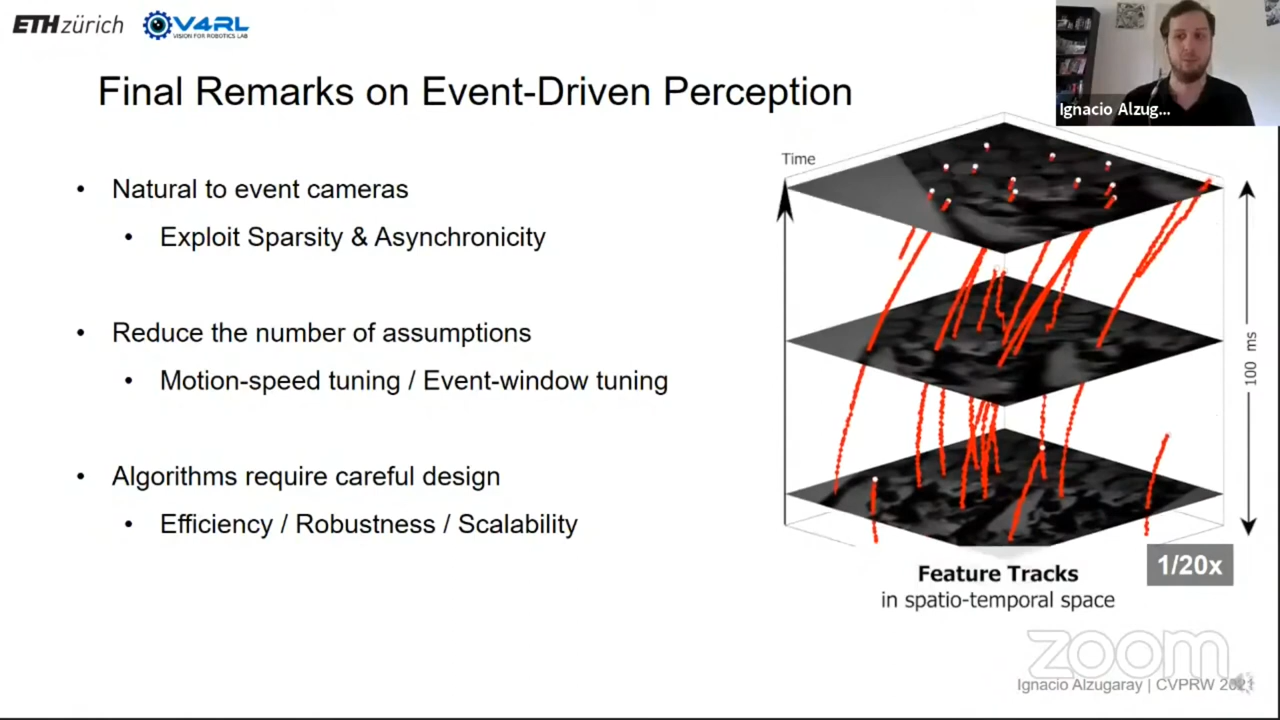 ETH zürich
V4RL
VISION FOR ROBOTICS LAB
Final Remarks on Event-Driven Perception
Ignacio Alzug...
• Natural to event cameras
• Exploit Sparsity & Asynchronicity
• Reduce the number of assumptions
• Motion-speed tuning / Event-window tuning
• Algorithms require careful design
• Efficiency / Robustness / Scalability
Time
100 ms
1/20x
Feature Tracks
in spatio-temporal space
zoom
Ignacio Alzugaray | CVPRW 2021